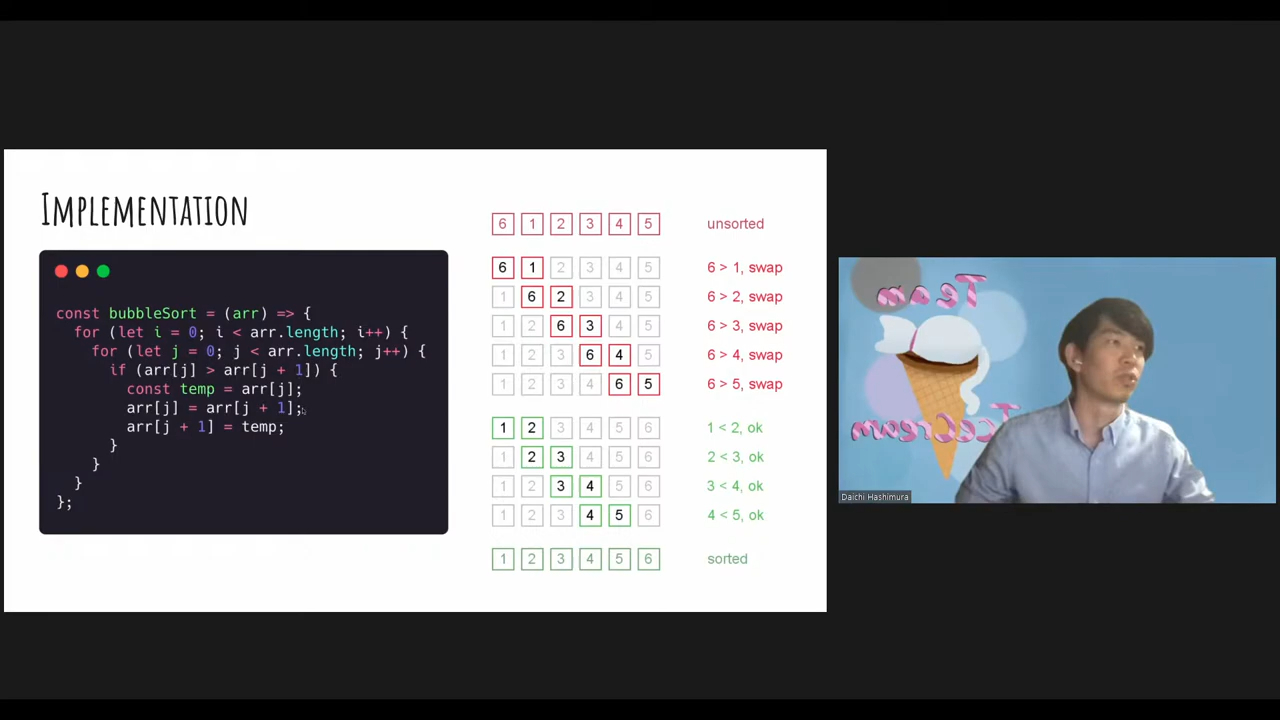 IMPLEMENTATION
const bubbleSort = (arr) => {
for (let i = 0; i < arr.length; i++) {
for (let j = 0; j < arr.length; j++) {
if (arr[j] > arr[j + 1]) {
const temp = arr[j];
arr[j] = arr[j + 1];
arr[j + 1] = temp;
}
}
}
};
6 1 2 3 4 5 unsorted
6 1 2 3 4 5 6 > 1, swap
1 6 2 3 4 5 6 > 2, swap
1 2 6 3 4 5 6 > 3, swap
1 2 3 6 4 5 6 > 4, swap
1 2 3 4 6 5 6 > 5, swap
1 2 3 4 5 6 1 < 2, ok
1 2 3 4 5 6 2 < 3, ok
1 2 3 4 5 6 3 < 4, ok
1 2 3 4 5 6 4 < 5, ok
1 2 3 4 5 6 sorted
Team
IceCream
Daichi Hashimura